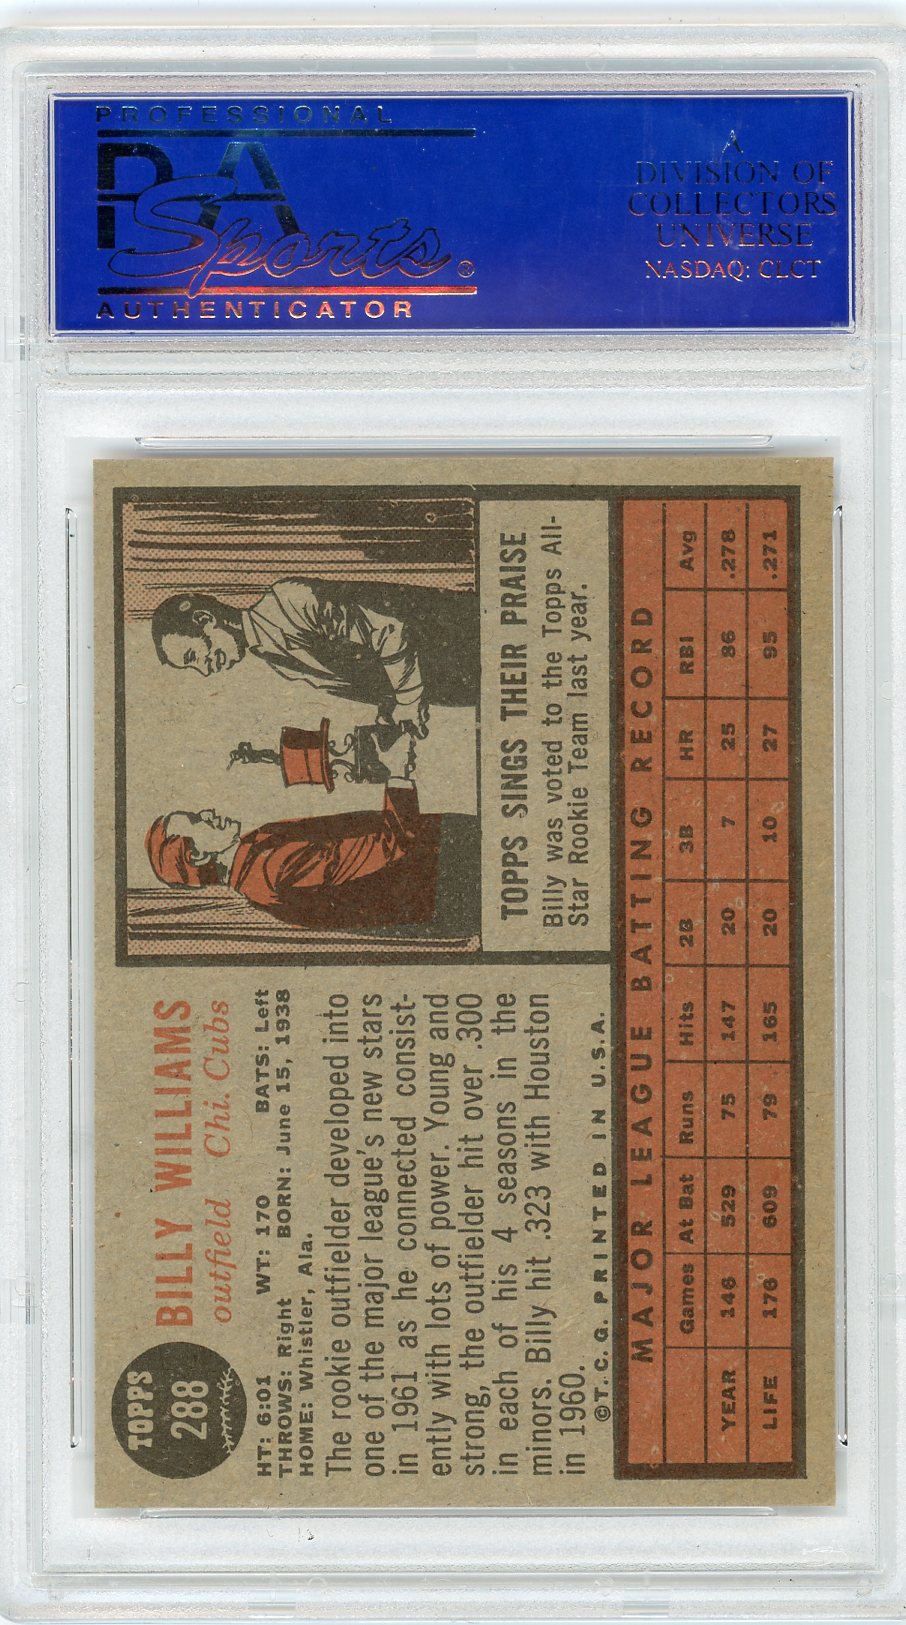 PROFESSIONAL
PSA
Sports®
AUTHENTICATOR
A
DIVISION OF
COLLECTORS
UNIVERSE
NASDAQ: CLCT
TOPPS
288
BILLY WILLIAMS
outfield Chi. Cubs
HT: 6:01 WT: 170 BATS: Left
THROWS: Right BORN: June 15, 1938
HOME: Whistler, Ala.
The rookie outfielder developed into
one of the major league's new stars
in 1961 as he connected consist-
ently with lots of power. Young and
strong, the outfielder hit over .300
in each of his 4 seasons in the
minors. Billy hit .323 with Houston
in 1960.
©T. C. G. PRINTED IN U.S.A.
TOPPS SINGS THEIR PRAISE
Billy was voted to the Topps All-
Star Rookie Team last year.
MAJOR LEAGUE BATTING RECORD
Games At Bat Runs Hits 2B 3B HR RBI Avg
YEAR 146 529 75 147 20 7 25 86 .278
LIFE 176 609 79 165 20 10 27 95 .271